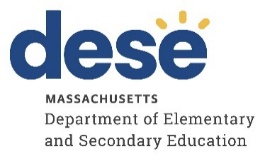 dese
MASSACHUSETTS
Department of Elementary
and Secondary Education